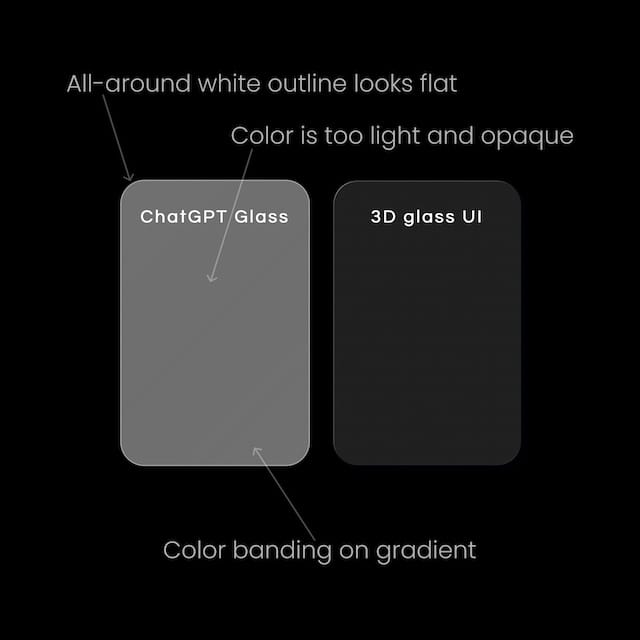 All-around white outline looks flat
Color is too light and opaque
ChatGPT Glass
3D glass UI
Color banding on gradient